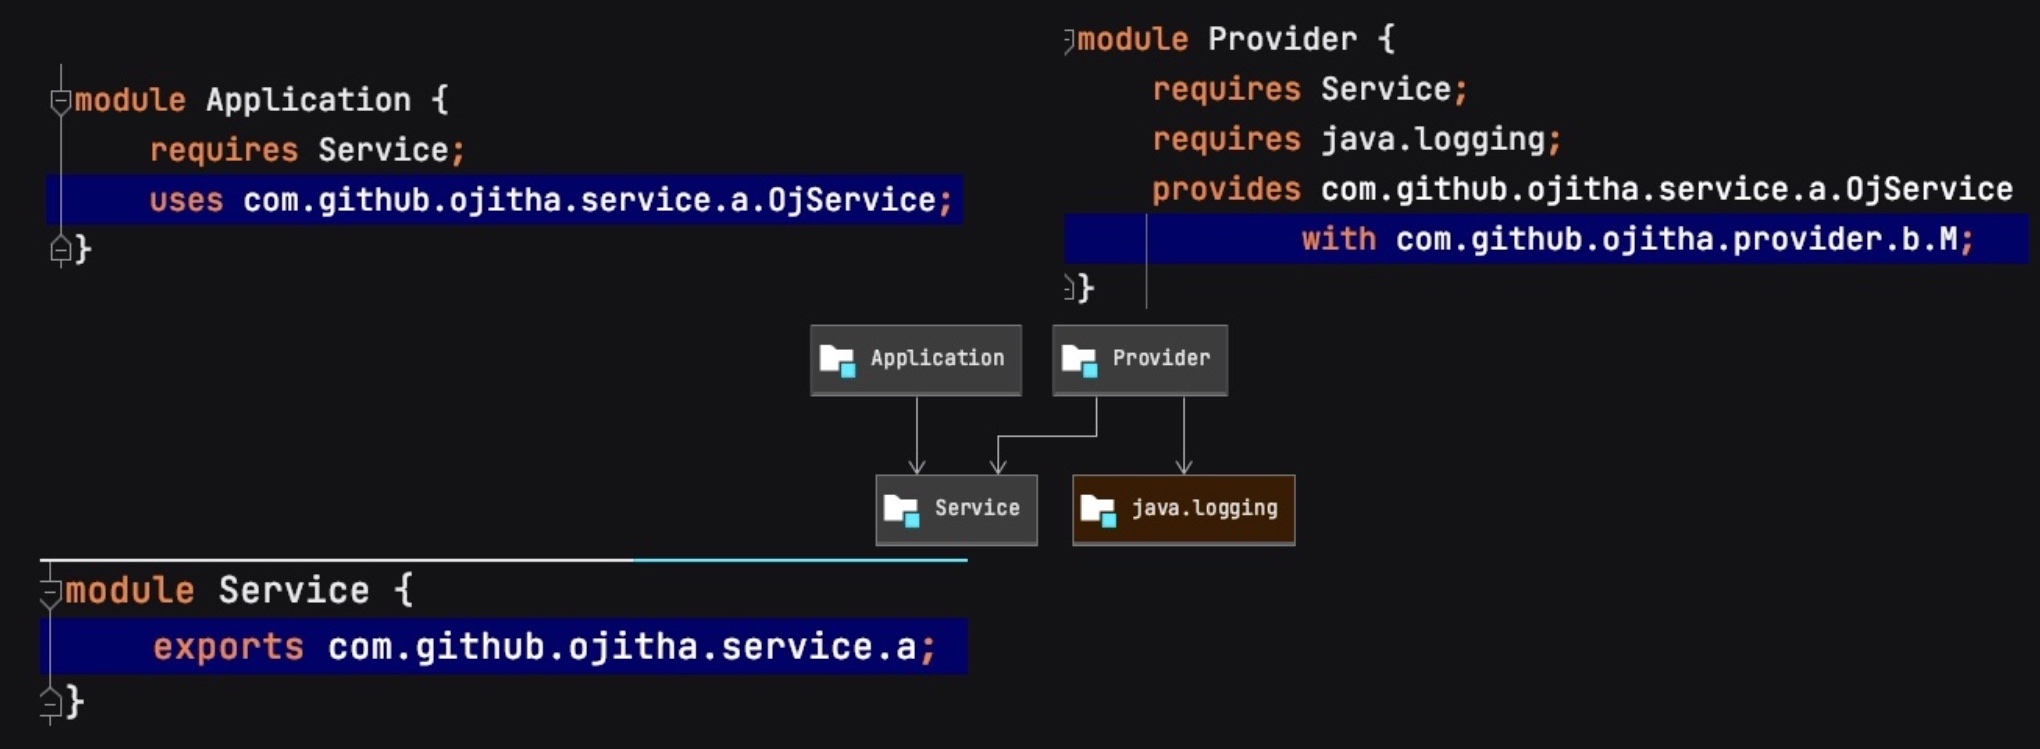 module Application {
requires Service;
uses com.github.ojitha.service.a.OjService;
}
module Provider {
requires Service;
requires java.logging;
provides com.github.ojitha.service.a.OjService
with com.github.ojitha.provider.b.M;
}
Application
Provider
Service
java.logging
module Service {
exports com.github.ojitha.service.a;
}